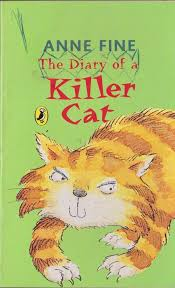 ANNE FINE
The Diary of a
Killer
Cat